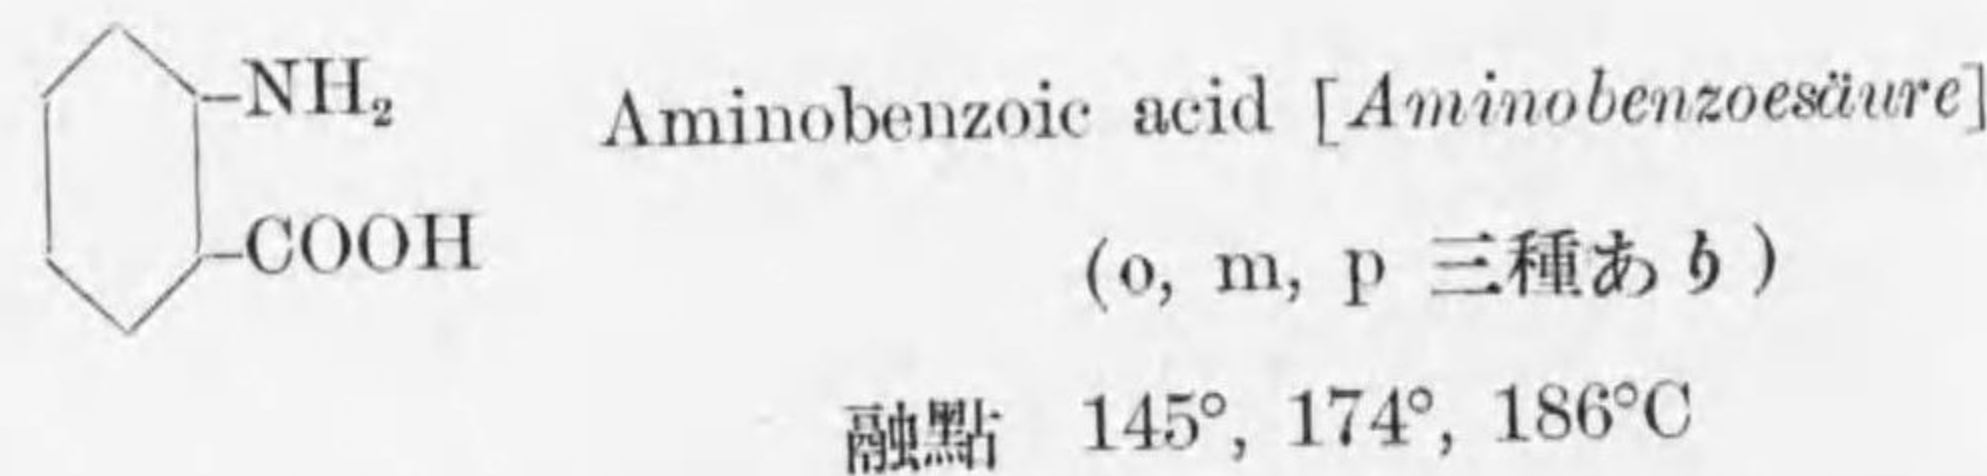 -NH₂
Aminobenzoic acid [Aminobenzoesäure]
-COOH
(o, m, p 三種あり)
融點 145°, 174°, 186°C